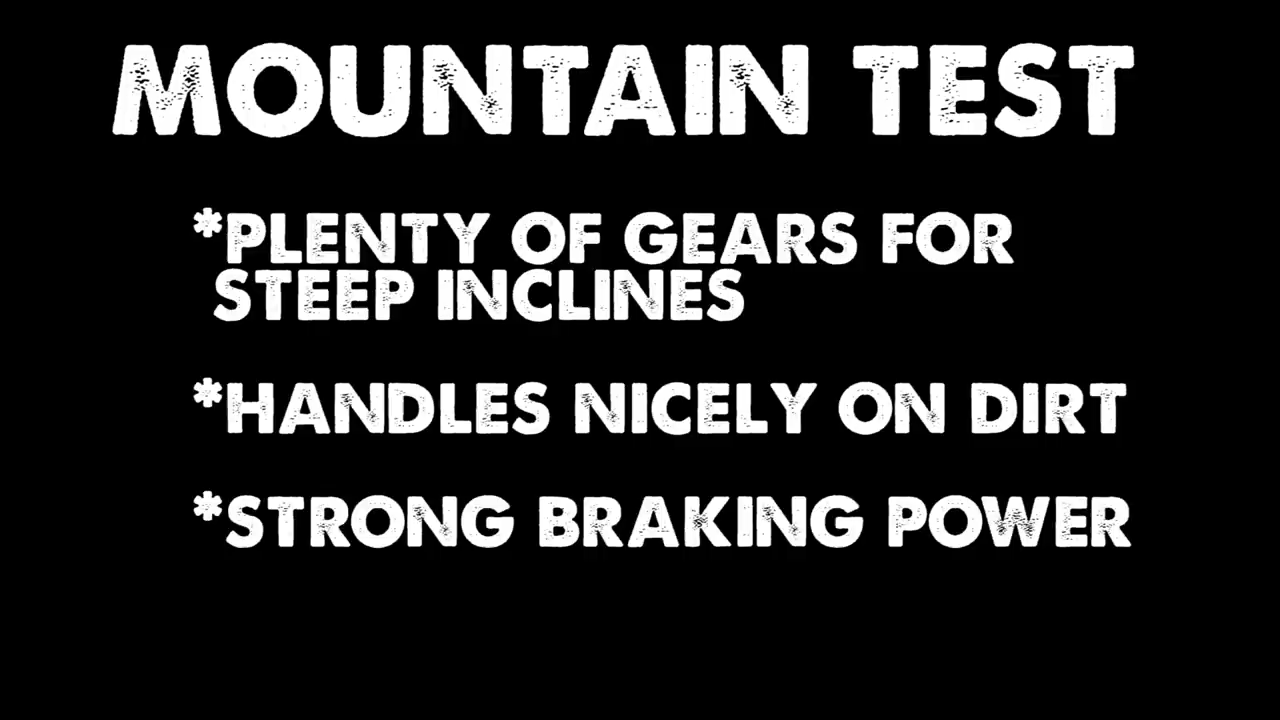 MOUNTAIN TEST
*PLENTY OF GEARS FOR
STEEP INCLINES
*HANDLES NICELY ON DIRT
*STRONG BRAKING POWER